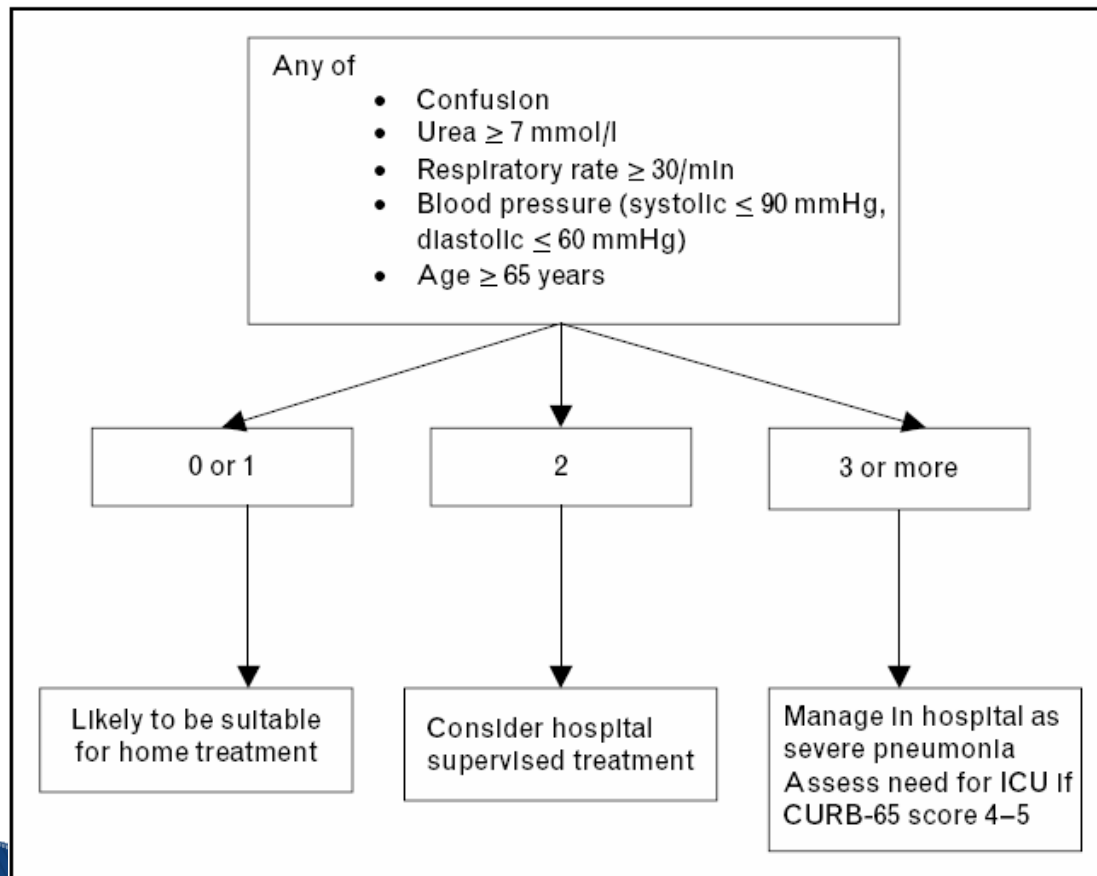 Any of
• Confusion
• Urea ≥ 7 mmol/l
• Respiratory rate ≥ 30/min
• Blood pressure (systolic ≤ 90 mmHg,
diastolic ≤ 60 mmHg)
• Age ≥ 65 years
0 or 1
2
3 or more
Likely to be suitable
for home treatment
Consider hospital
supervised treatment
Manage in hospital as
severe pneumonia
Assess need for ICU if
CURB-65 score 4–5